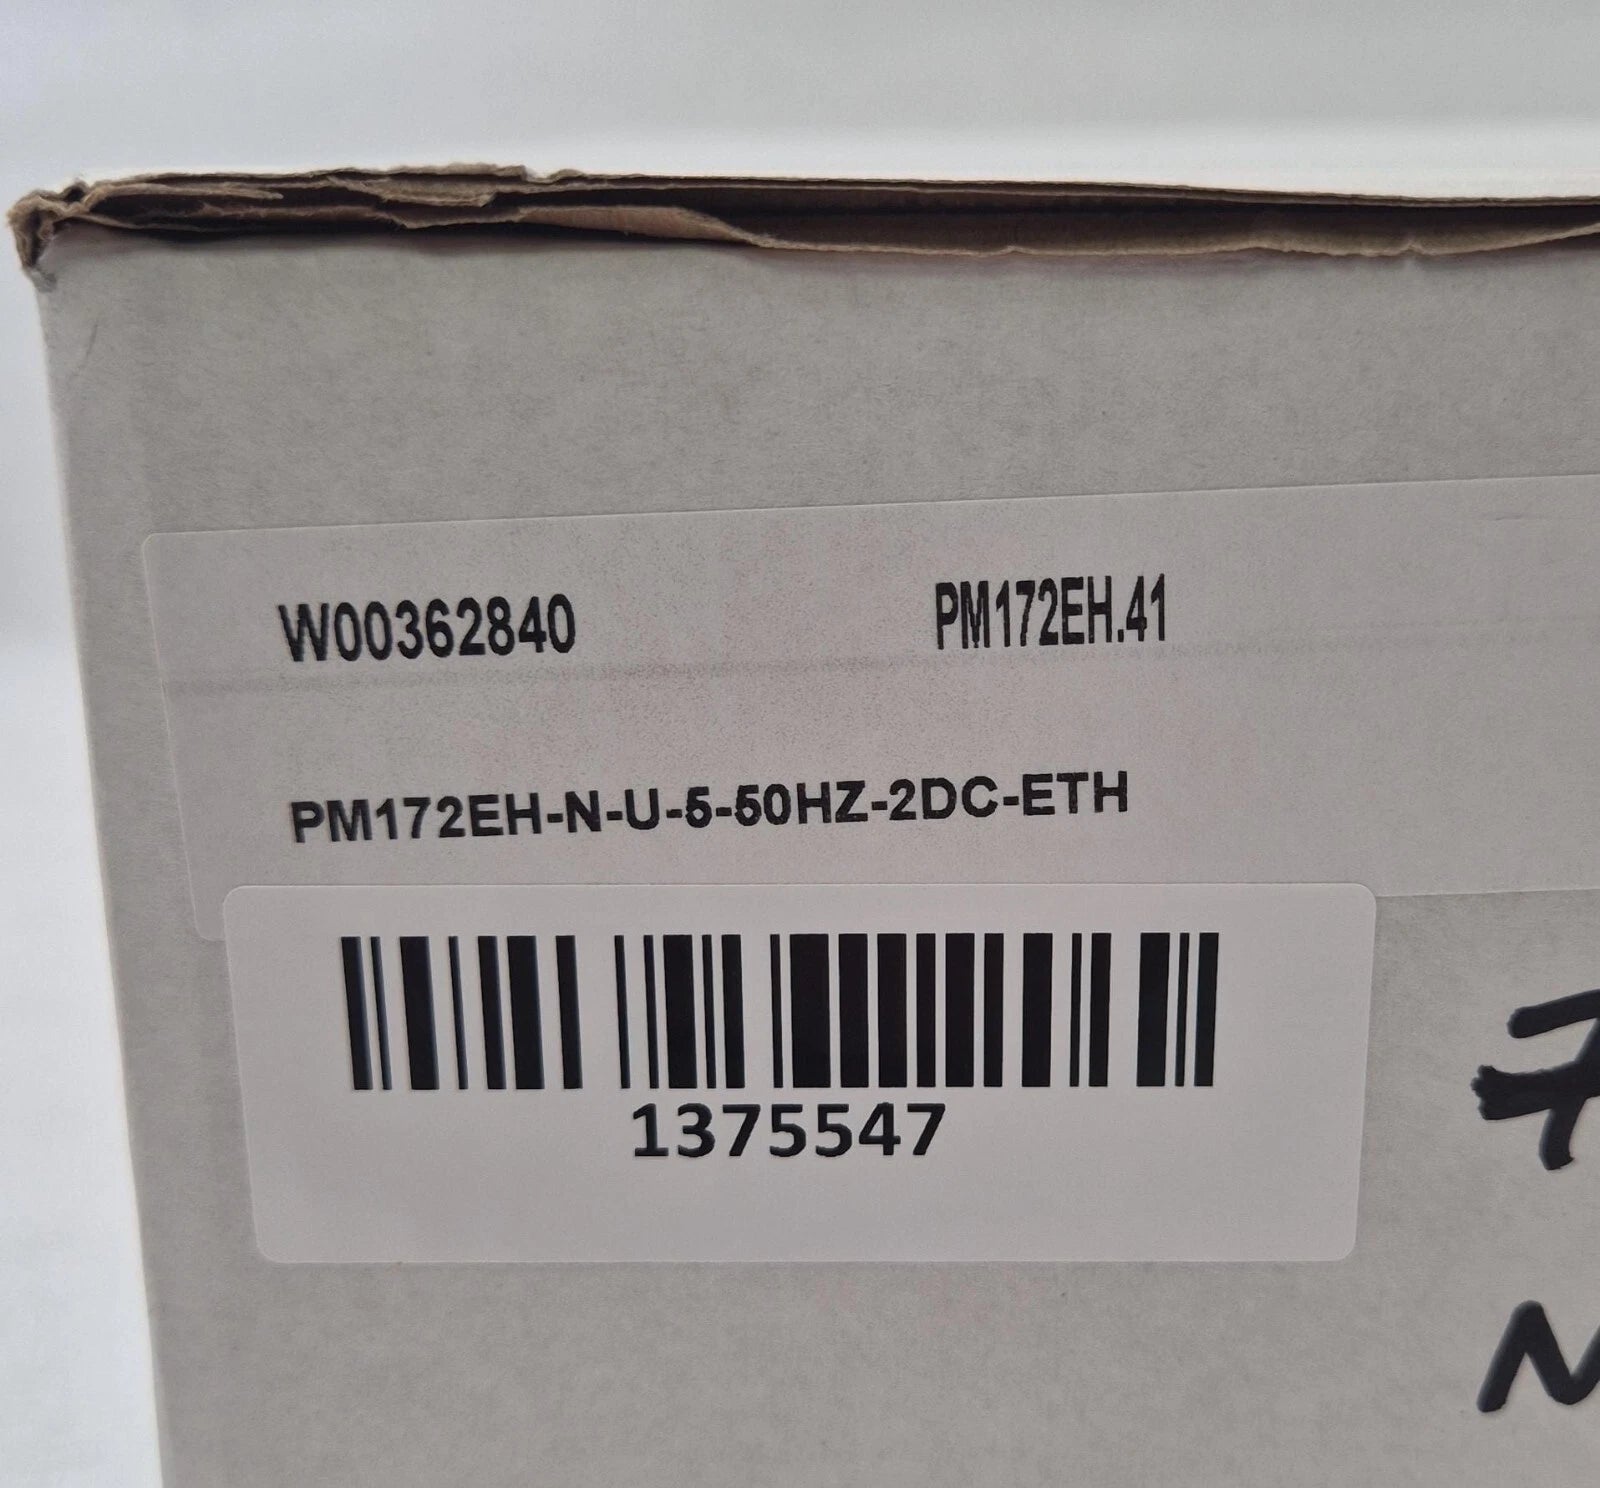 W00362840 PM172EH.41
PM172EH-N-U-5-50HZ-2DC-ETH
1375547